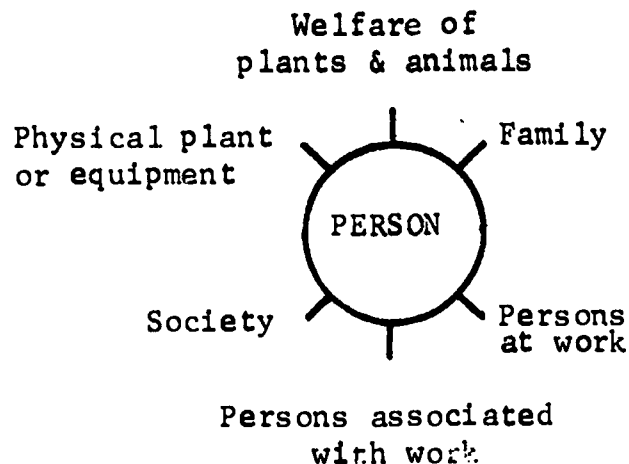 Welfare of
plants & animals
Physical plant
or equipment
Family
PERSON
Society
Persons
at work
Persons associated
with work